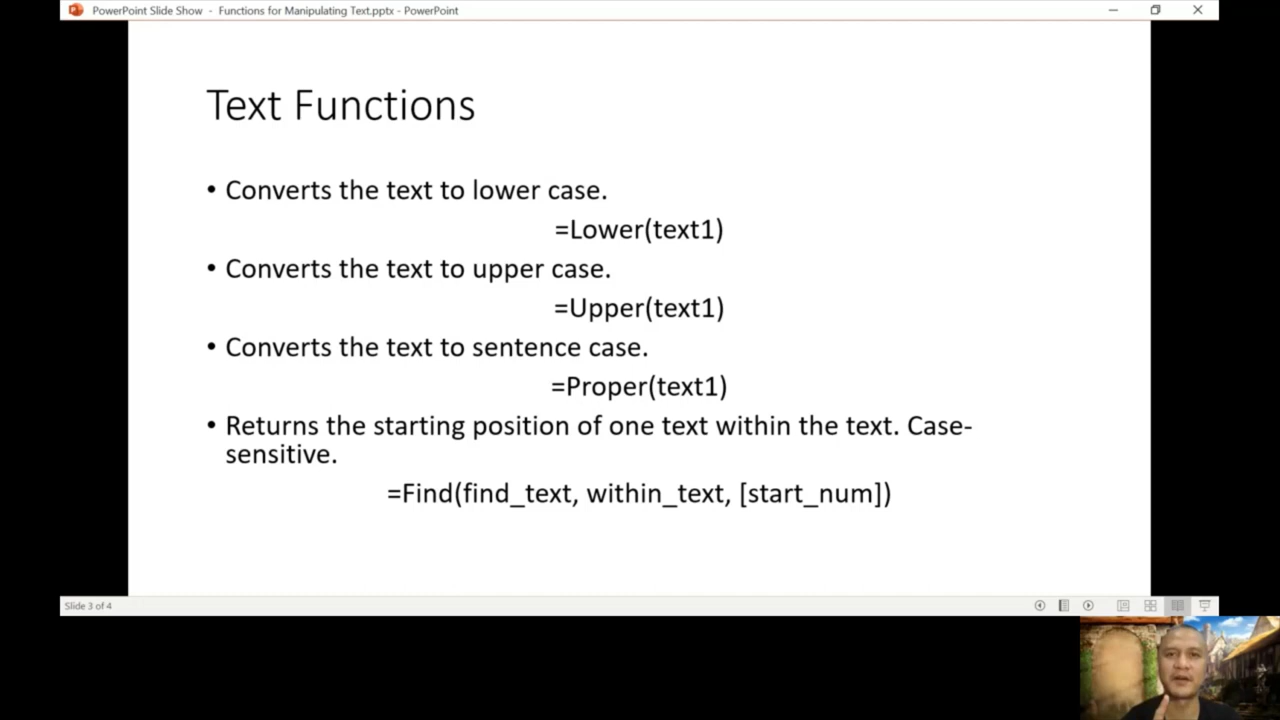 PowerPoint Slide Show - Functions for Manipulating Text.pptx - PowerPoint
Text Functions
• Converts the text to lower case.
=Lower(text1)
• Converts the text to upper case.
=Upper(text1)
• Converts the text to sentence case.
=Proper(text1)
• Returns the starting position of one text within the text. Case-
sensitive.
=Find(find_text, within_text, [start_num])
Slide 3 of 4